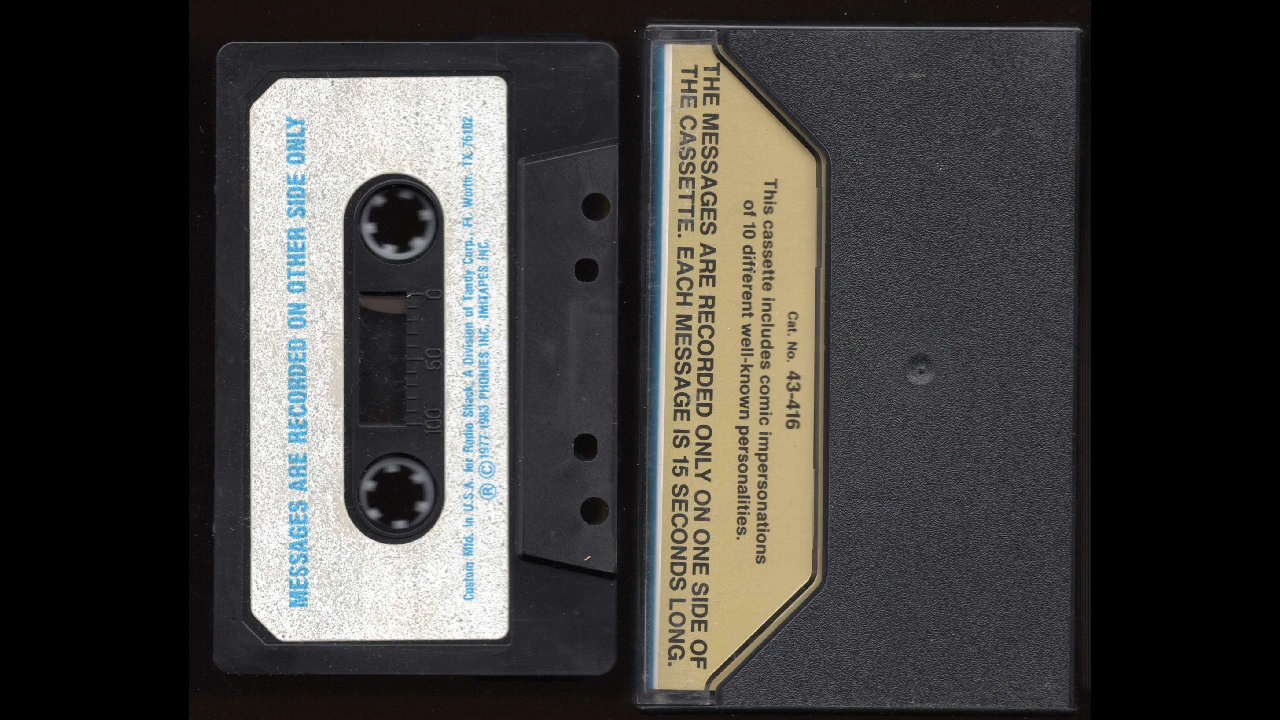 MESSAGES ARE RECORDED ON OTHER SIDE ONLY
0 50 100
Ⓟ Ⓒ 1977, 1983 PHONIES INC. IMIXAPES INC.
Custom Mfd. in U.S.A. for Radio Shack, A Division of Tandy Corp., Ft. Worth TX 76102
Cat. No. 43-416
This cassette includes comic impersonations
of 10 different well-known personalities.
THE MESSAGES ARE RECORDED ONLY ON ONE SIDE OF
THE CASSETTE. EACH MESSAGE IS 15 SECONDS LONG.